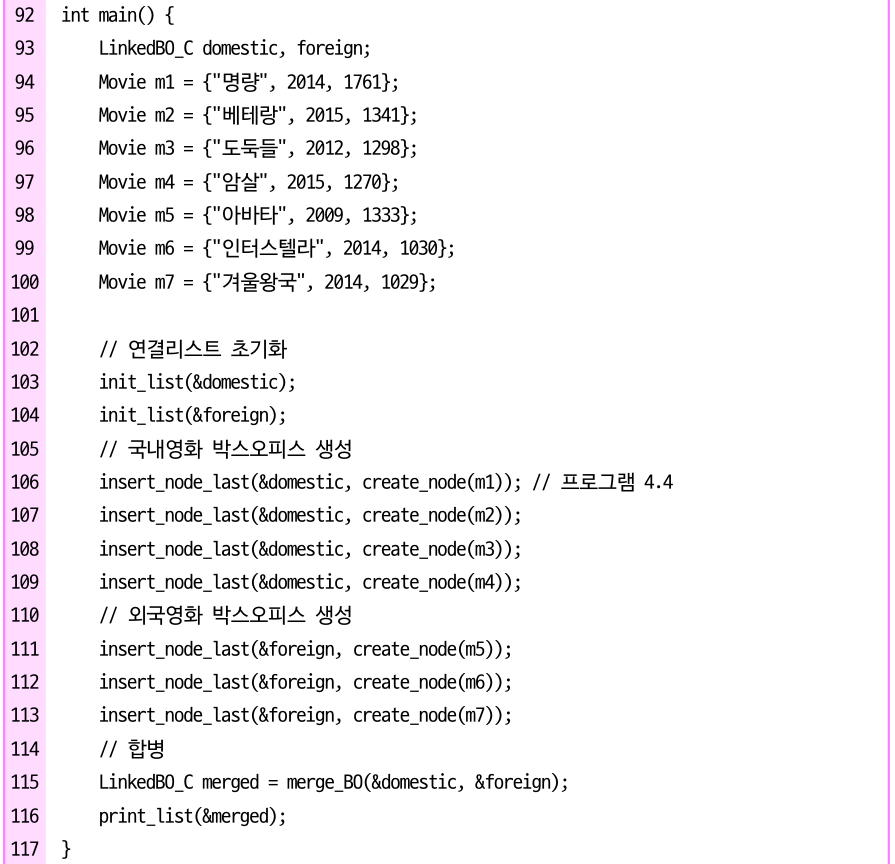 92 int main() {
93     LinkedBO_C domestic, foreign;
94     Movie m1 = {"명량", 2014, 1761};
95     Movie m2 = {"베테랑", 2015, 1341};
96     Movie m3 = {"도둑들", 2012, 1298};
97     Movie m4 = {"암살", 2015, 1270};
98     Movie m5 = {"아바타", 2009, 1333};
99     Movie m6 = {"인터스텔라", 2014, 1030};
100     Movie m7 = {"겨울왕국", 2014, 1029};
101
102     // 연결리스트 초기화
103     init_list(&domestic);
104     init_list(&foreign);
105     // 국내영화 박스오피스 생성
106     insert_node_last(&domestic, create_node(m1)); // 프로그램 4.4
107     insert_node_last(&domestic, create_node(m2));
108     insert_node_last(&domestic, create_node(m3));
109     insert_node_last(&domestic, create_node(m4));
110     // 외국영화 박스오피스 생성
111     insert_node_last(&foreign, create_node(m5));
112     insert_node_last(&foreign, create_node(m6));
113     insert_node_last(&foreign, create_node(m7));
114     // 합병
115     LinkedBO_C merged = merge_BO(&domestic, &foreign);
116     print_list(&merged);
117 }